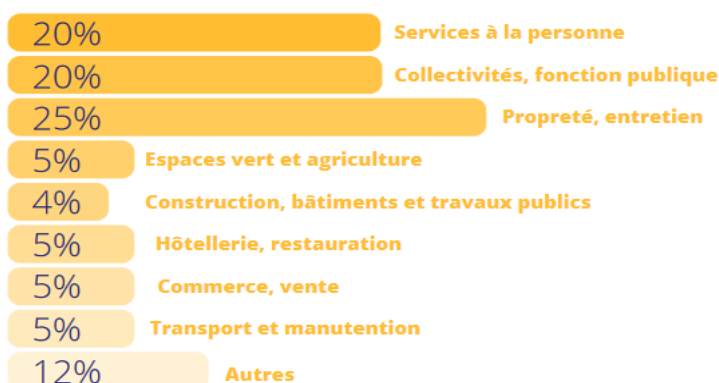 20% Services à la personne
20% Collectivités, fonction publique
25% Propreté, entretien
5% Espaces vert et agriculture
4% Construction, bâtiments et travaux publics
5% Hôtellerie, restauration
5% Commerce, vente
5% Transport et manutention
12% Autres